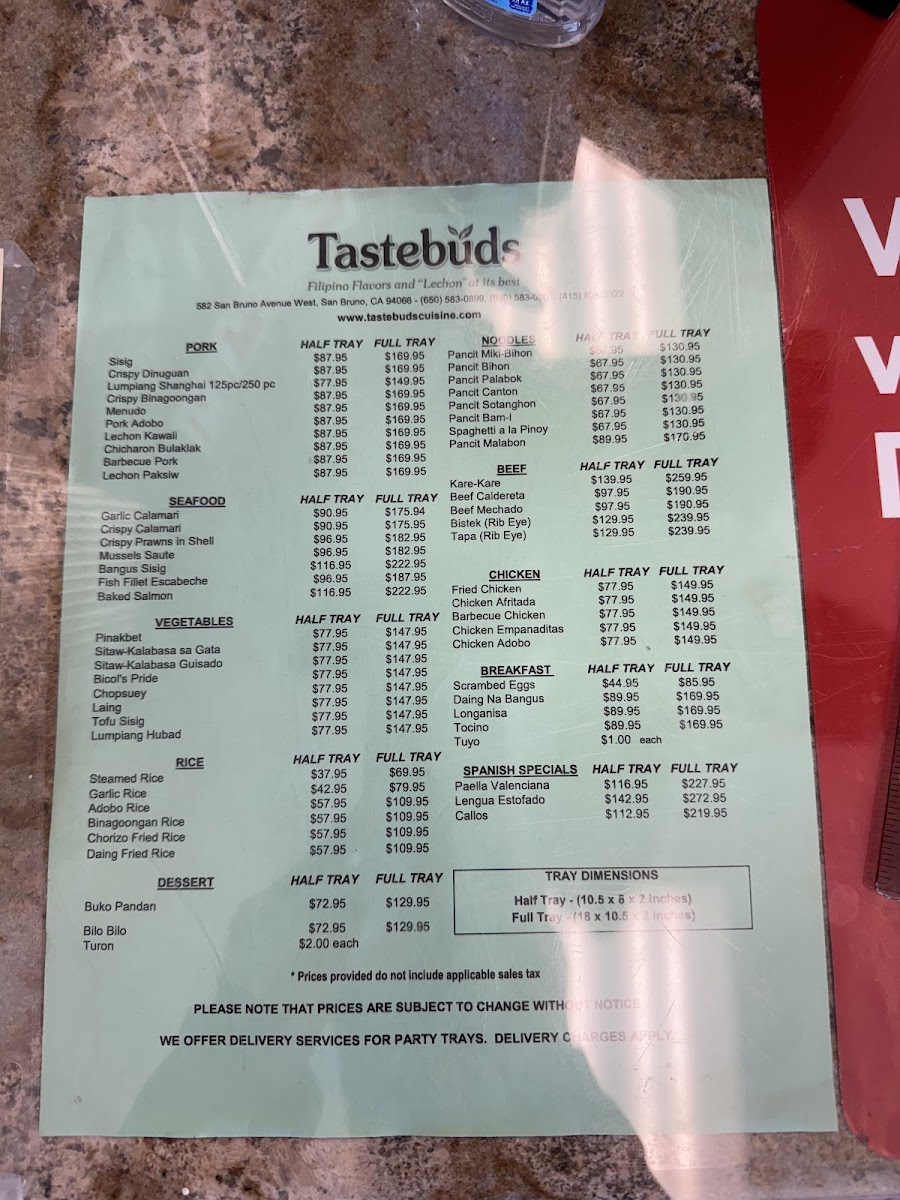 Tastebuds
Filipino Flavors and "Lechon" at its best
582 San Bruno Avenue West, San Bruno, CA 94066 - (650) 583-0899,
www.tastebudscuisine.com
PORK HALF TRAY FULL TRAY
Sisig $87.95 $169.95
Crispy Dinuguan $87.95 $169.95
Lumpiang Shanghai 125pc/250 pc $77.95 $149.95
Crispy Binagoongan $87.95 $169.95
Menudo $87.95 $169.95
Pork Adobo $87.95 $169.95
Lechon Kawali $87.95 $169.95
Chicharon Bulaklak $87.95 $169.95
Barbecue Pork $87.95 $169.95
Lechon Paksiw $87.95 $169.95
SEAFOOD HALF TRAY FULL TRAY
Garlic Calamari $90.95 $175.94
Crispy Calamari $90.95 $175.95
Crispy Prawns in Shell $96.95 $182.95
Mussels Saute $96.95 $182.95
Bangus Sisig $116.95 $222.95
Fish Fillet Escabeche $96.95 $187.95
Baked Salmon $116.95 $222.95
VEGETABLES HALF TRAY FULL TRAY
Pinakbet $77.95 $147.95
Sitaw-Kalabasa sa Gata $77.95 $147.95
Sitaw-Kalabasa Guisado $77.95 $147.95
Bicol's Pride $77.95 $147.95
Chopsuey $77.95 $147.95
Laing $77.95 $147.95
Tofu Sisig $77.95 $147.95
Lumpiang Hubad $77.95 $147.95
RICE HALF TRAY FULL TRAY
Steamed Rice $37.95 $69.95
Garlic Rice $42.95 $79.95
Adobo Rice $57.95 $109.95
Binagoongan Rice $57.95 $109.95
Chorizo Fried Rice $57.95 $109.95
Daing Fried Rice $57.95 $109.95
DESSERT HALF TRAY FULL TRAY
Buko Pandan $72.95 $129.95
Bilo Bilo $72.95 $129.95
Turon $2.00 each
NOODLES HALF TRAY FULL TRAY
Pancit Miki-Bihon $130.95
Pancit Bihon $67.95 $130.95
Pancit Palabok $67.95 $130.95
Pancit Canton $67.95 $130.95
Pancit Sotanghon $67.95 $130.95
Pancit Bam-I $67.95 $130.95
Spaghetti a la Pinoy $67.95 $130.95
Pancit Malabon $89.95 $170.95
BEEF HALF TRAY FULL TRAY
Kare-Kare $139.95 $259.95
Beef Caldereta $97.95 $190.95
Beef Mechado $97.95 $190.95
Bistek (Rib Eye) $129.95 $239.95
Tapa (Rib Eye) $129.95 $239.95
CHICKEN HALF TRAY FULL TRAY
Fried Chicken $77.95 $149.95
Chicken Afritada $77.95 $149.95
Barbecue Chicken $77.95 $149.95
Chicken Empanaditas $77.95 $149.95
Chicken Adobo $77.95 $149.95
BREAKFAST HALF TRAY FULL TRAY
Scrambed Eggs $44.95 $85.95
Daing Na Bangus $89.95 $169.95
Longanisa $89.95 $169.95
Tocino $89.95 $169.95
Tuyo $1.00 each
SPANISH SPECIALS HALF TRAY FULL TRAY
Paella Valenciana $116.95 $227.95
Lengua Estofado $142.95 $272.95
Callos $112.95 $219.95
TRAY DIMENSIONS
Half Tray - (10.5 x 8 x 2 Inches)
Full Tray - (18 x 10.5 x 2 Inches)
* Prices provided do not include applicable sales tax
PLEASE NOTE THAT PRICES ARE SUBJECT TO CHANGE WITHOUT NOTICE
WE OFFER DELIVERY SERVICES FOR PARTY TRAYS. DELIVERY CHARGES APPLY.